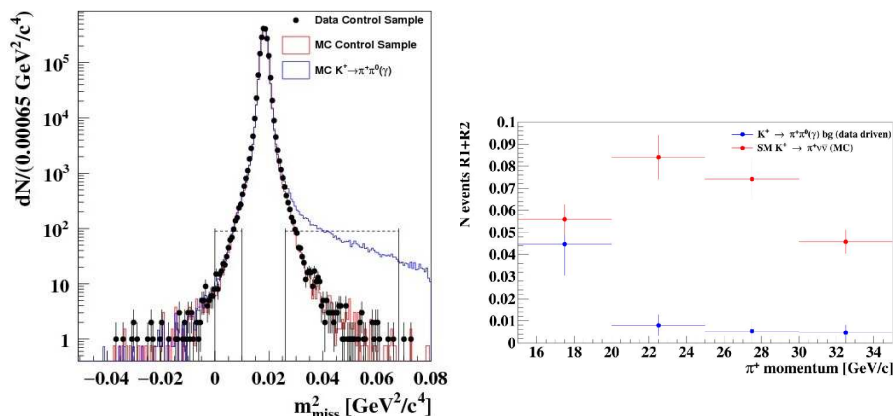 Data Control Sample
MC Control Sample
MC K⁺→π⁺π⁰(γ)
dN/(0.00065 GeV²/c⁴)
10⁵
10⁴
10³
10²
10
1
−0.04 −0.02 0 0.02 0.04 0.06 0.08
m²miss [GeV²/c⁴]
K⁺ → π⁺π⁰(γ) bg (data driven)
SM K⁺ → π⁺νν̄ (MC)
N events R1+R2
0.1
0.09
0.08
0.07
0.06
0.05
0.04
0.03
0.02
0.01
0
16 18 20 22 24 26 28 30 32 34
π⁺ momentum [GeV/c]